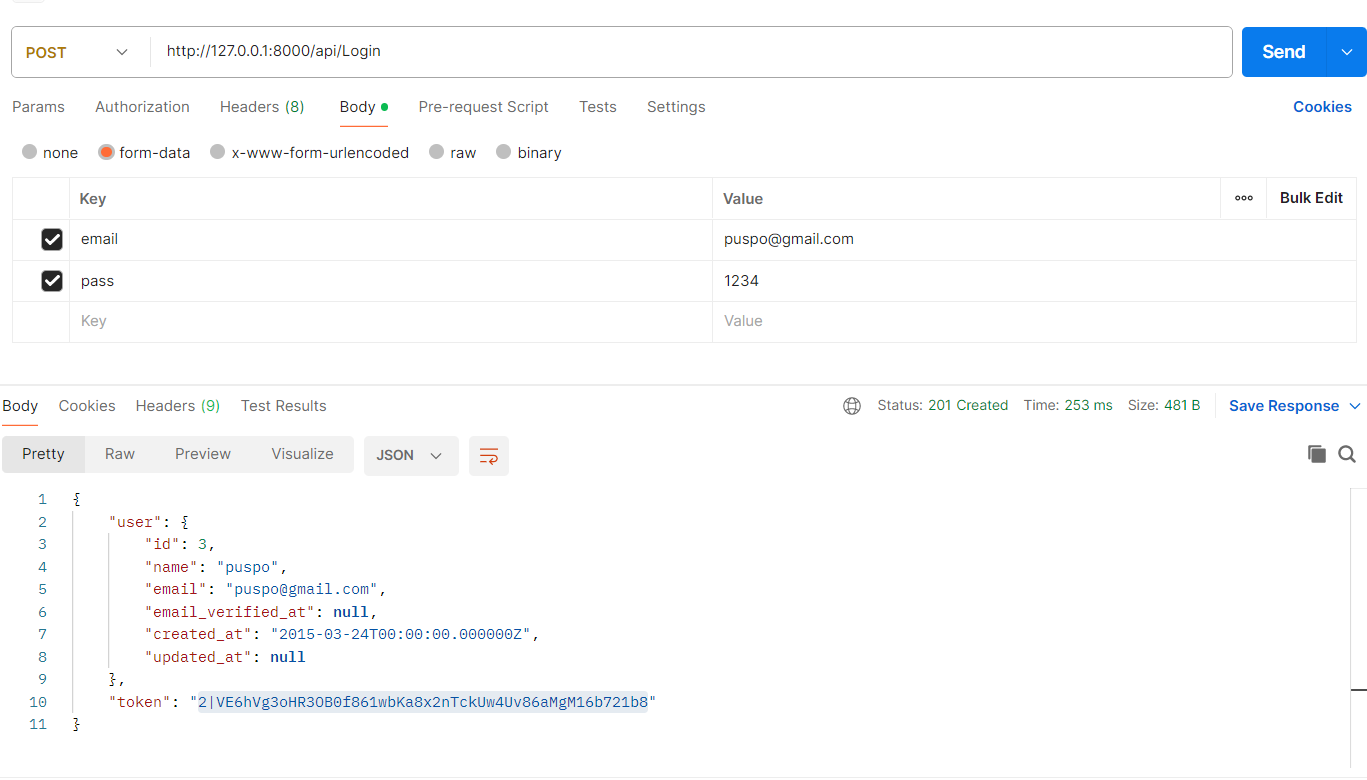 POST http://127.0.0.1:8000/api/Login Send
Params Authorization Headers (8) Body Pre-request Script Tests Settings Cookies
none form-data x-www-form-urlencoded raw binary
Key Value Bulk Edit
email puspo@gmail.com
pass 1234
Key Value
Body Cookies Headers (9) Test Results Status: 201 Created Time: 253 ms Size: 481 B Save Response
Pretty Raw Preview Visualize JSON
1 {
2 "user": {
3 "id": 3,
4 "name": "puspo",
5 "email": "puspo@gmail.com",
6 "email_verified_at": null,
7 "created_at": "2015-03-24T00:00:00.000000Z",
8 "updated_at": null
9 },
10 "token": "2|VE6hVg3oHR3OB0f861wbKa8x2nTckUw4Uv86aMgM16b721b8"
11 }